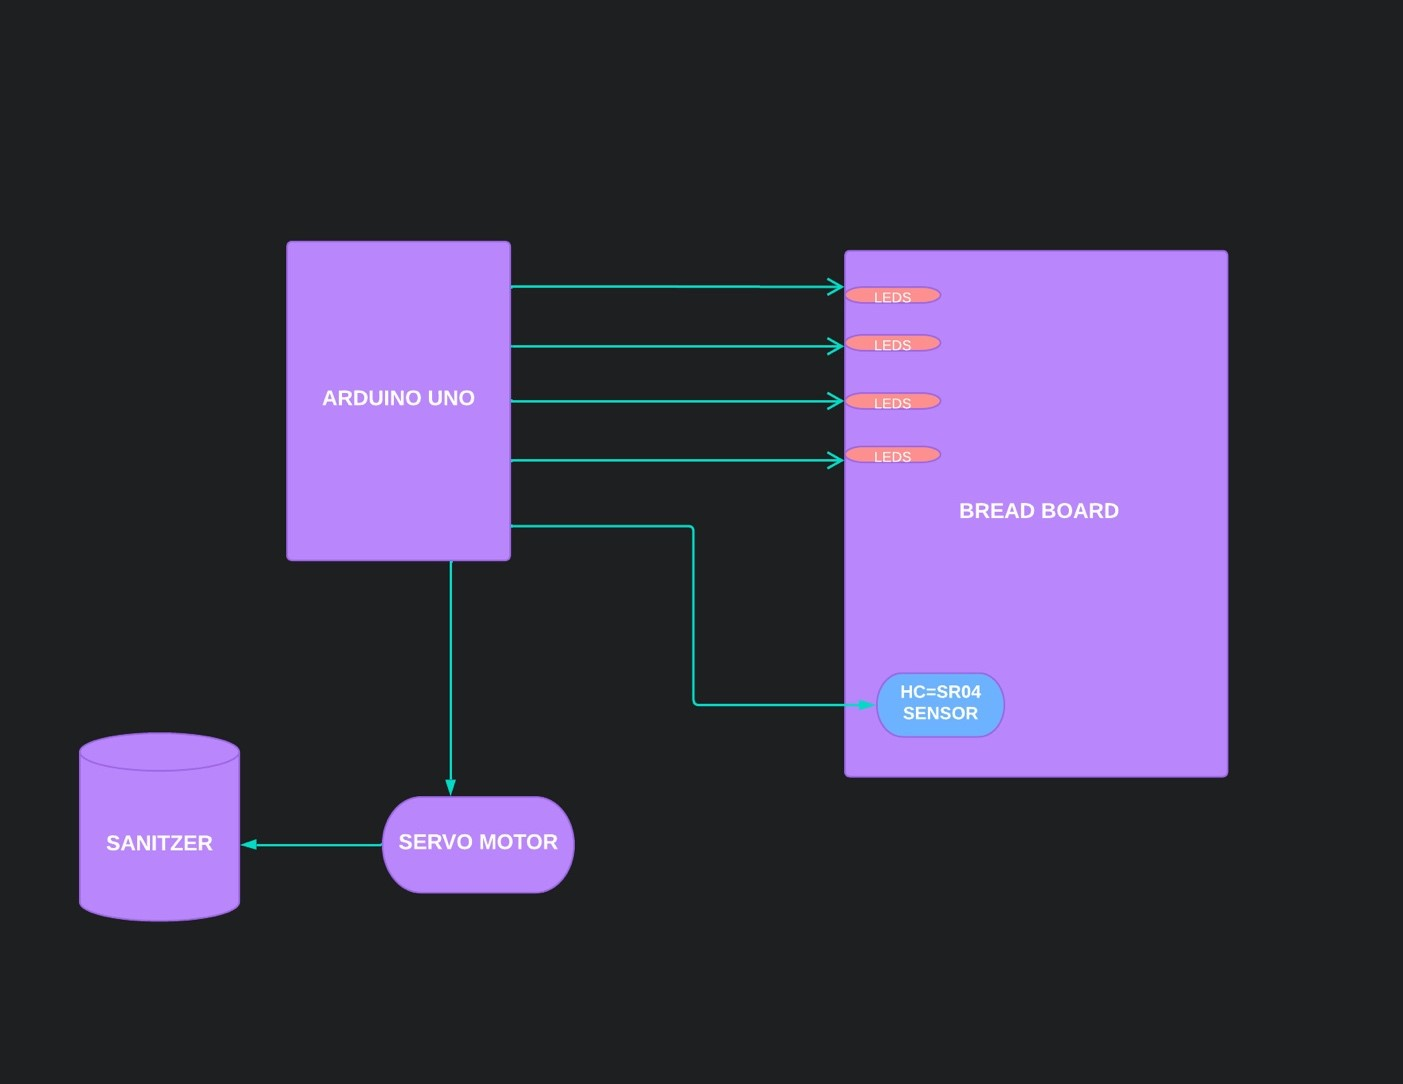 ARDUINO UNO
LEDS
LEDS
LEDS
LEDS
BREAD BOARD
HC=SR04
SENSOR
SANITZER
SERVO MOTOR